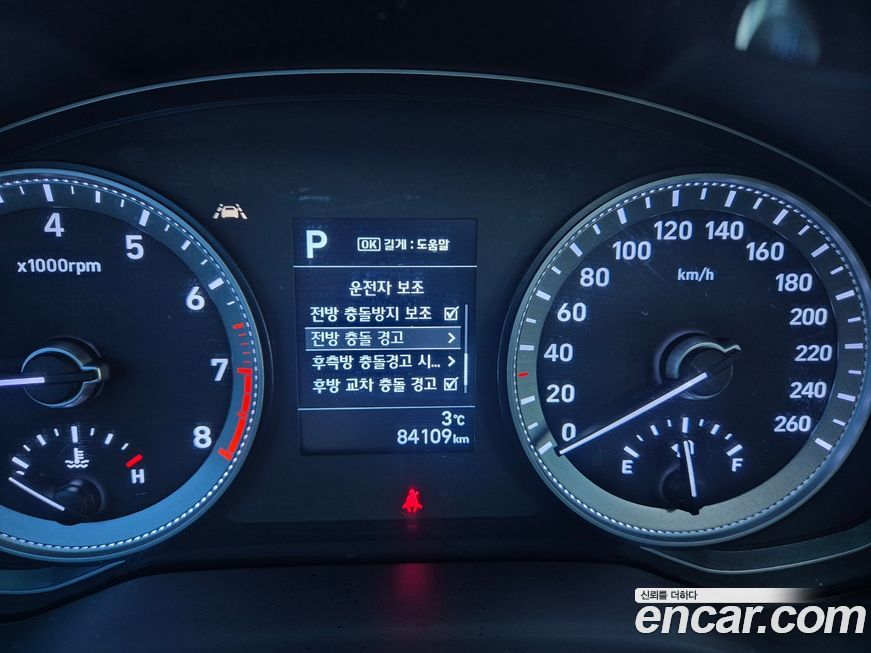 4
5
6
7
8
x1000rpm
H
P
OK 길게 : 도움말
운전자 보조
전방 충돌방지 보조
전방 충돌 경고
후측방 충돌경고 시...
후방 교차 충돌 경고
3℃
84109km
0
20
40
60
80
100
120
140
160
180
200
220
240
260
km/h
E
F
신뢰를 더하다
encar.com